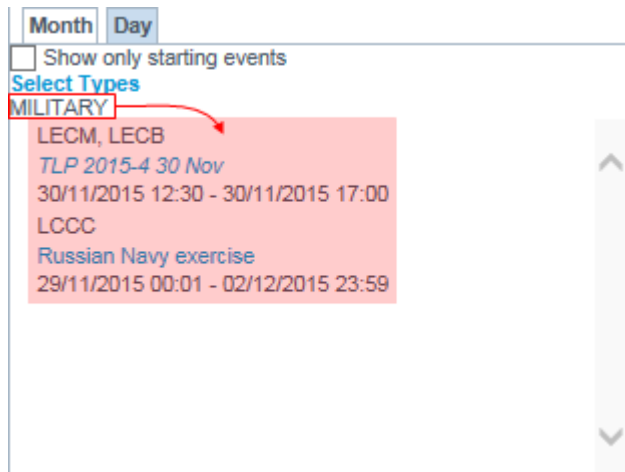 Month Day
Show only starting events
Select Types
MILITARY
LECM, LECB
TLP 2015-4 30 Nov
30/11/2015 12:30 - 30/11/2015 17:00
LCCC
Russian Navy exercise
29/11/2015 00:01 - 02/12/2015 23:59